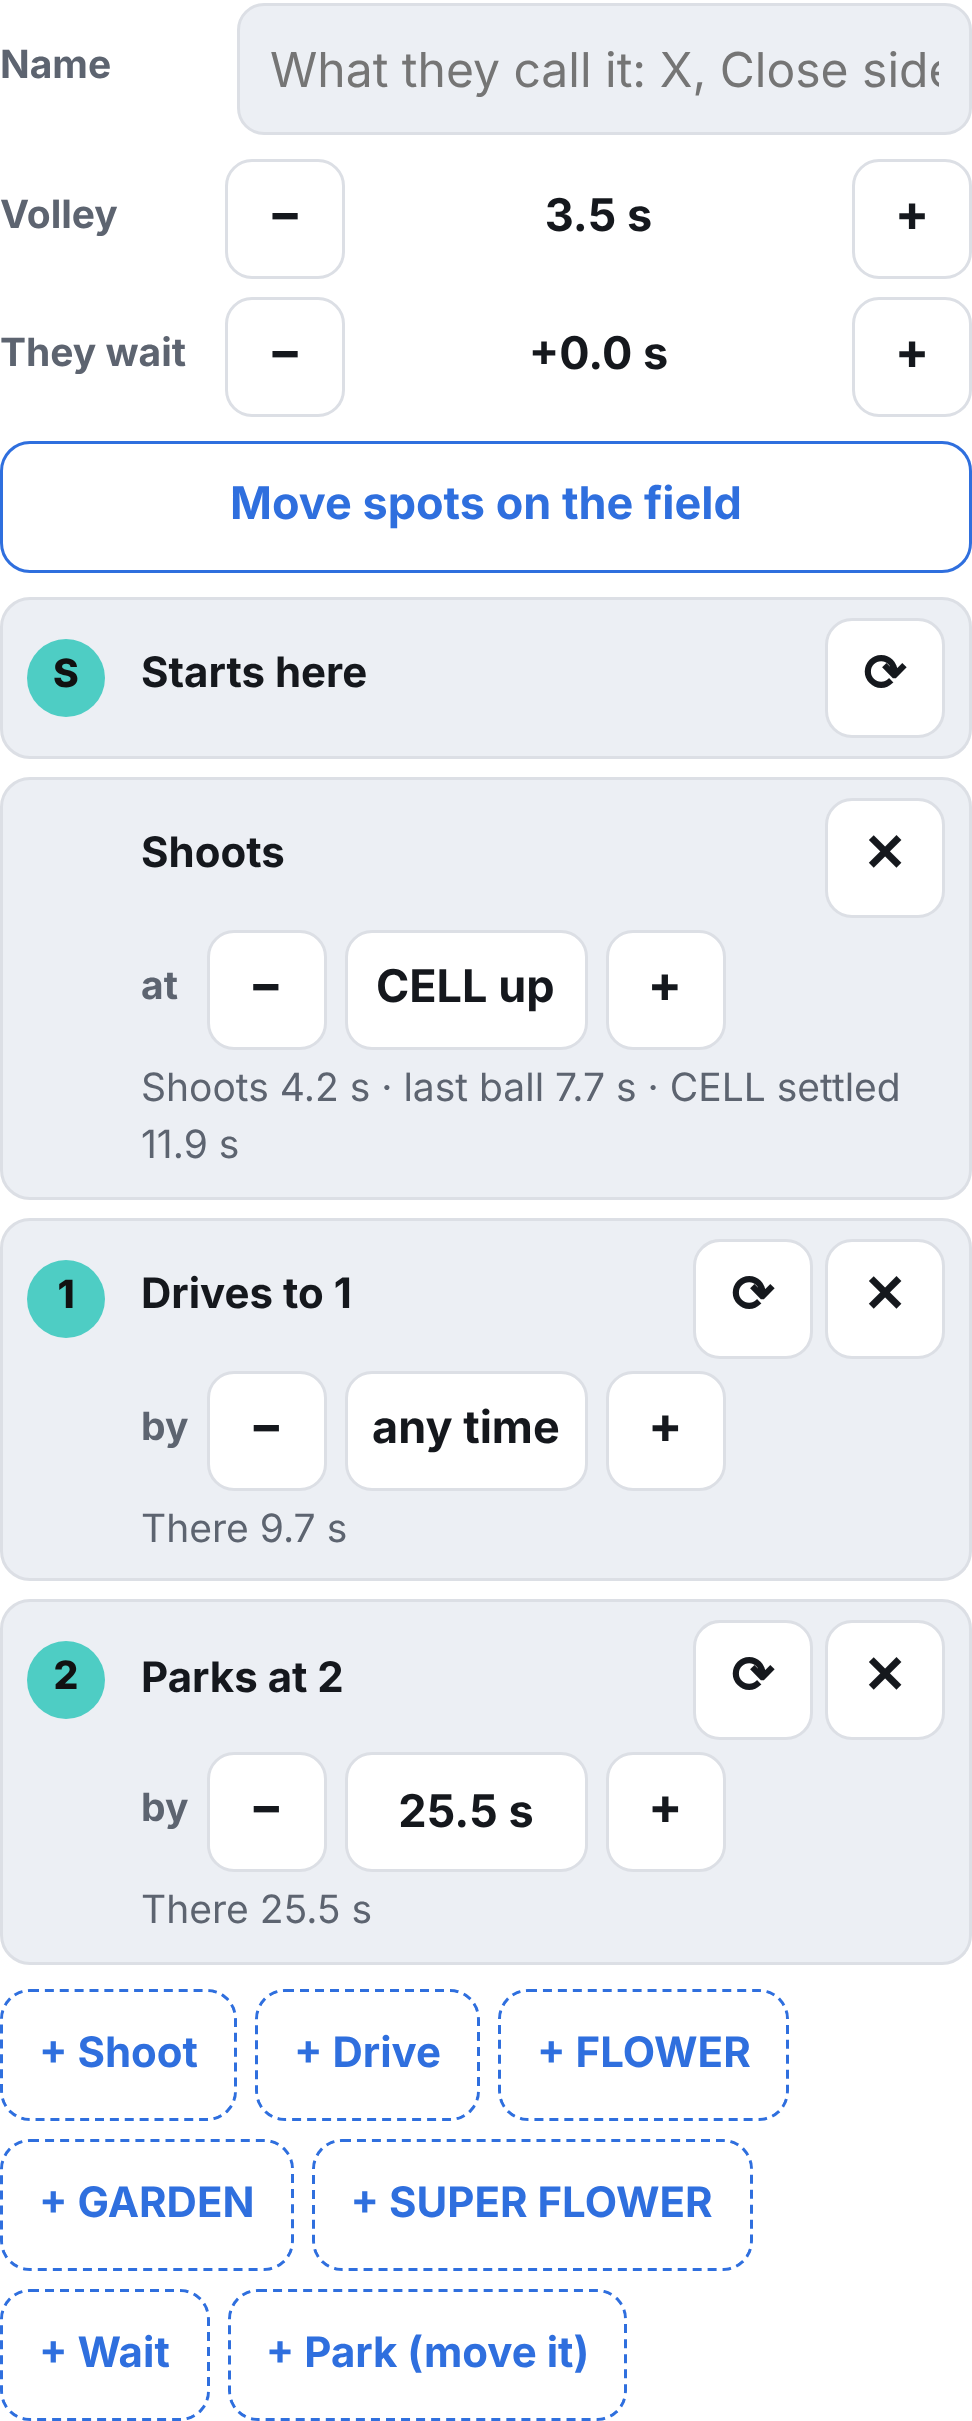 Name
What they call it: X, Close side
Volley
− 3.5 s +
They wait
− +0.0 s +
Move spots on the field
S Starts here ⟳
Shoots ✕
at − CELL up +
Shoots 4.2 s · last ball 7.7 s · CELL settled
11.9 s
1 Drives to 1 ⟳ ✕
by − any time +
There 9.7 s
2 Parks at 2 ⟳ ✕
by − 25.5 s +
There 25.5 s
+ Shoot + Drive + FLOWER
+ GARDEN + SUPER FLOWER
+ Wait + Park (move it)